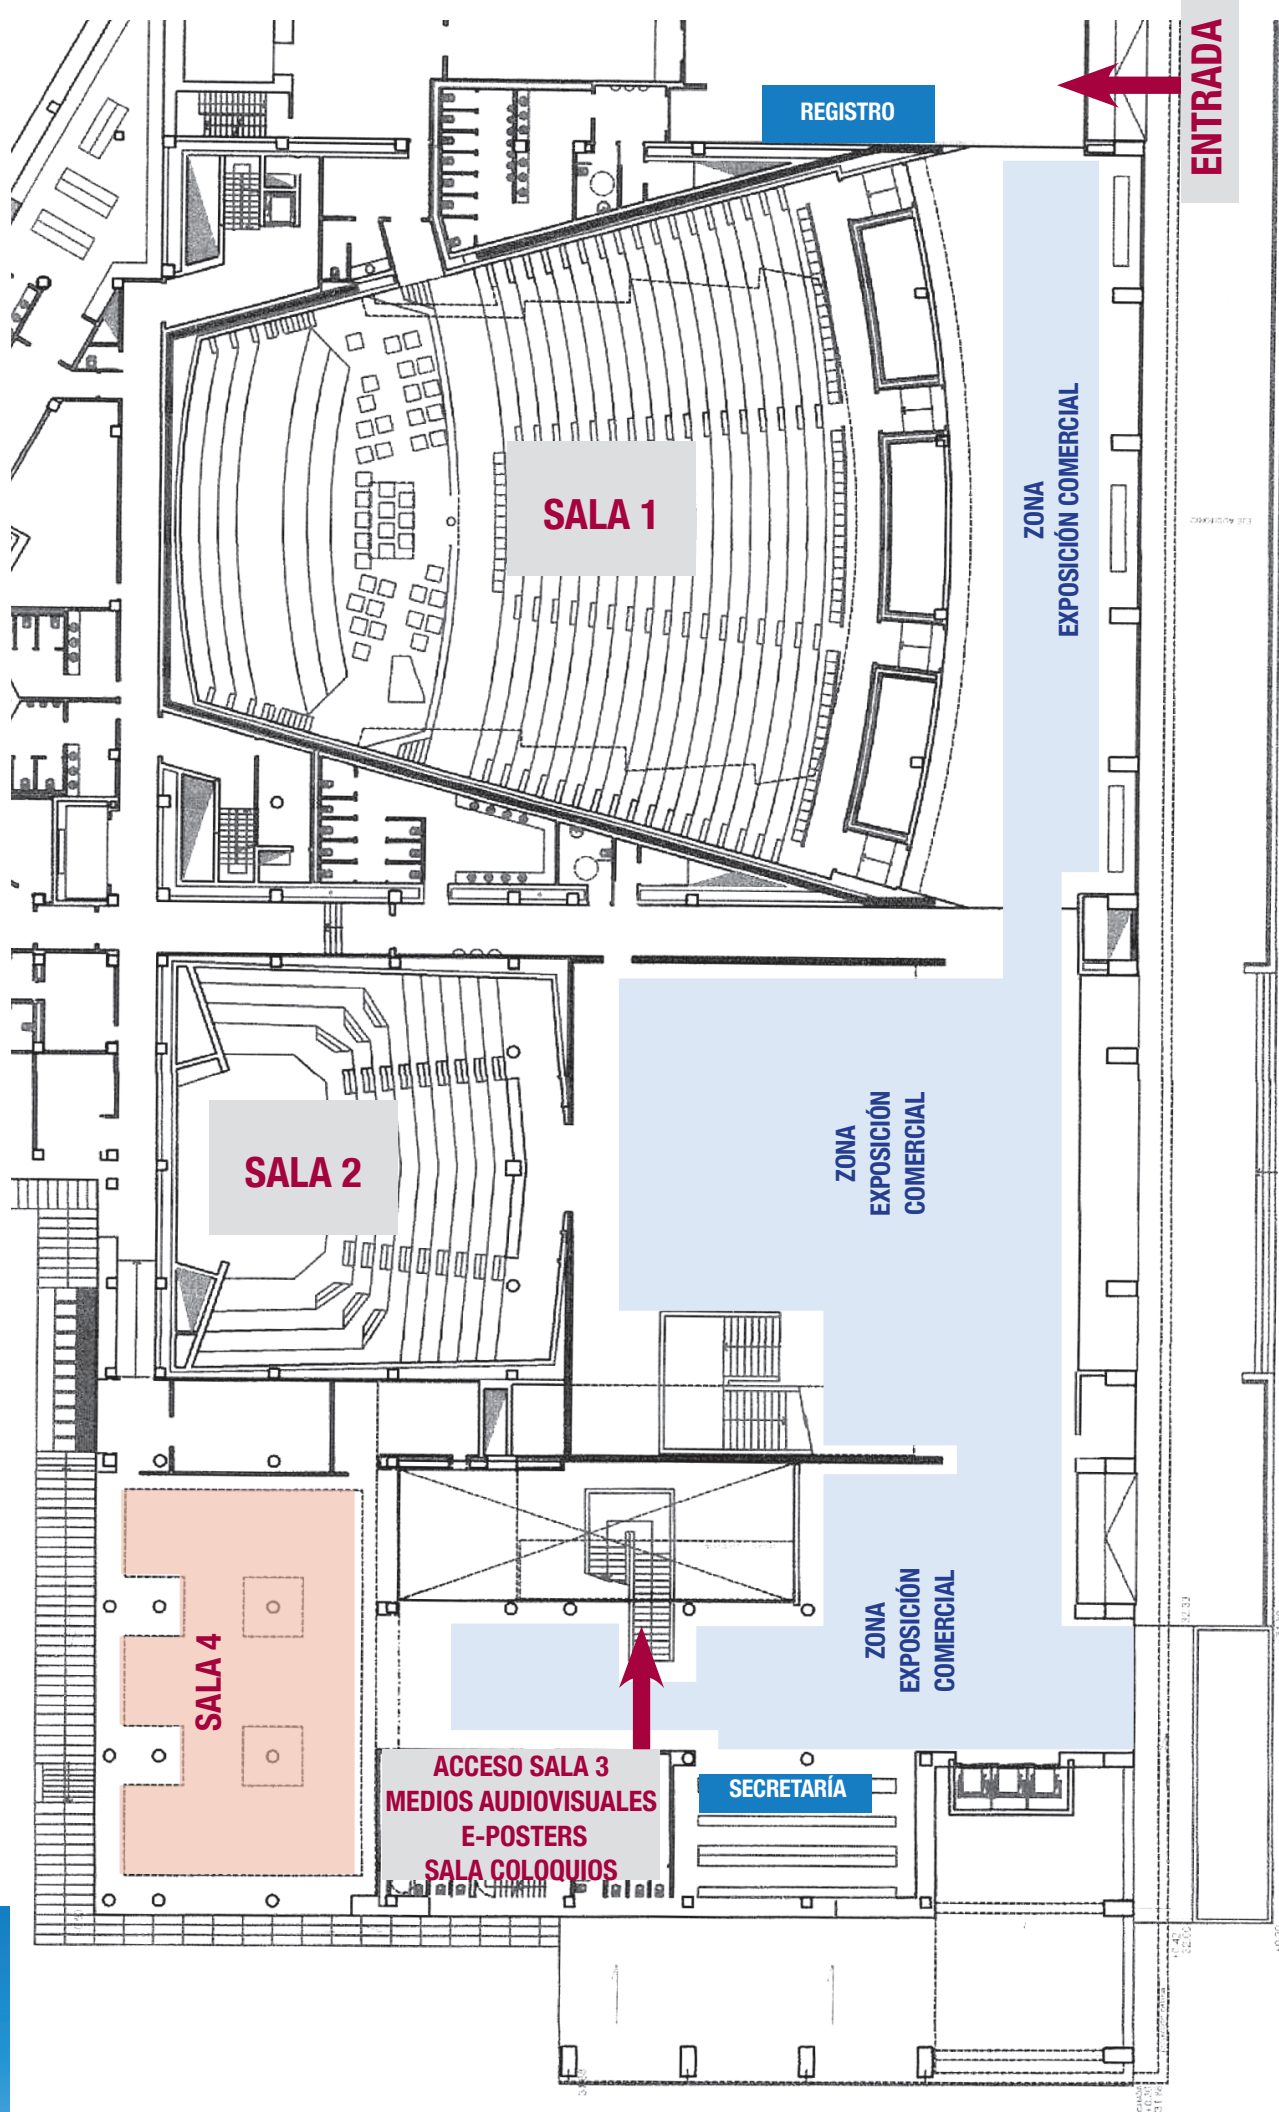 ENTRADA
REGISTRO
ZONA
EXPOSICIÓN COMERCIAL
SALA 1
SALA 2
ZONA
EXPOSICIÓN
COMERCIAL
ZONA
EXPOSICIÓN
COMERCIAL
SALA 4
ACCESO SALA 3
MEDIOS AUDIOVISUALES
E-POSTERS
SALA COLOQUIOS
SECRETARÍA